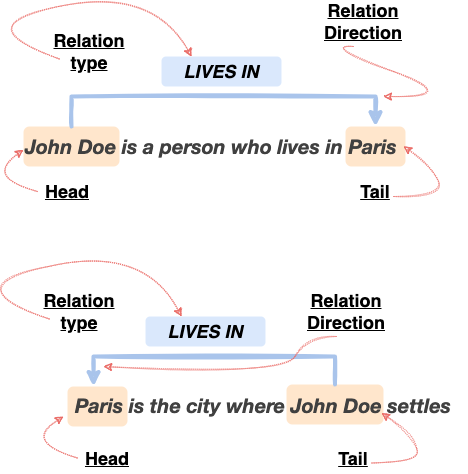 Relation
Direction
Relation
type
LIVES IN
John Doe is a person who lives in Paris
Head
Tail
Relation
type
Relation
Direction
LIVES IN
Paris is the city where John Doe settles
Head
Tail